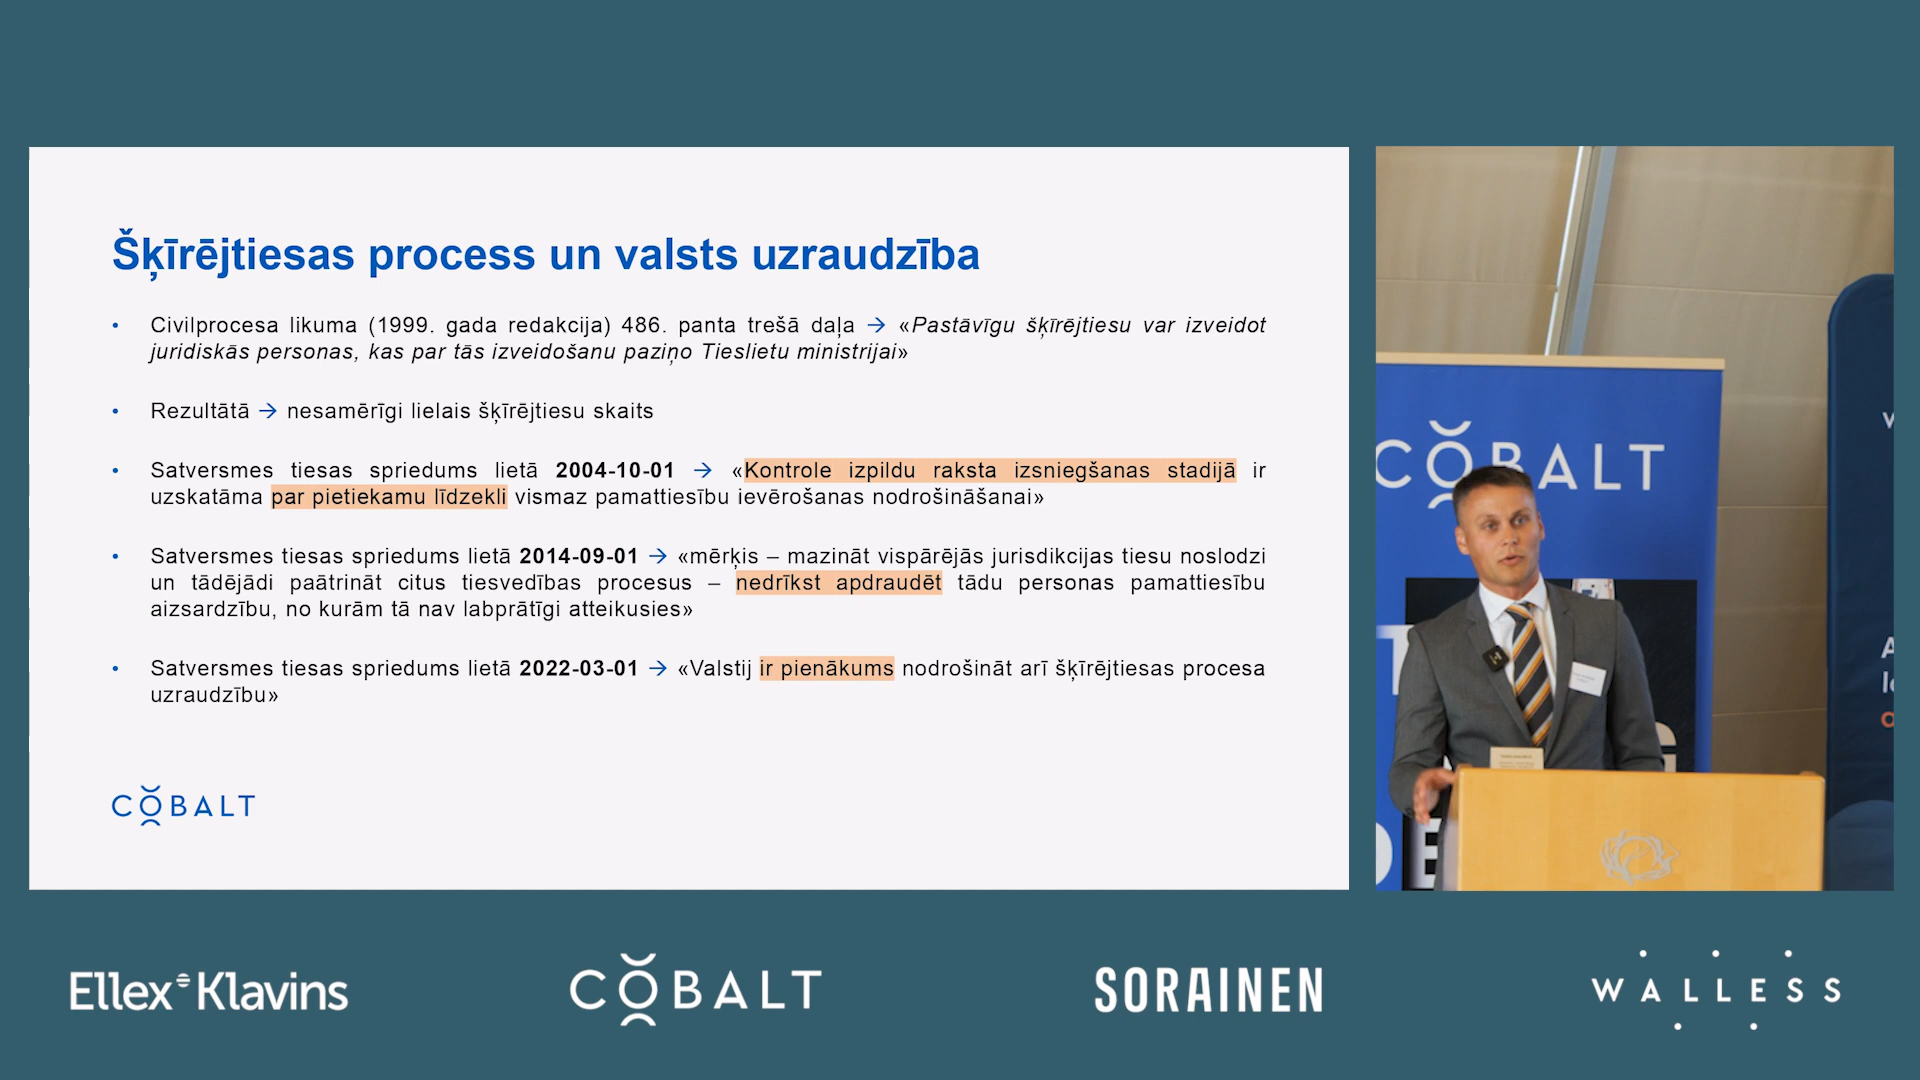 Šķīrējtiesas process un valsts uzraudzība
• Civilprocesa likuma (1999. gada redakcija) 486. panta trešā daļa → «Pastāvīgu šķīrējtiesu var izveidot
juridiskās personas, kas par tās izveidošanu paziņo Tieslietu ministrijai»
• Rezultātā → nesamērīgi lielais šķīrējtiesu skaits
• Satversmes tiesas spriedums lietā 2004-10-01 → «Kontrole izpildu raksta izsniegšanas stadijā ir
uzskatāma par pietiekamu līdzekli vismaz pamattiesību ievērošanas nodrošināšanai»
• Satversmes tiesas spriedums lietā 2014-09-01 → «mērķis – mazināt vispārējās jurisdikcijas tiesu noslodzi
un tādējādi paātrināt citus tiesvedības procesus – nedrīkst apdraudēt tādu personas pamattiesību
aizsardzību, no kurām tā nav labprātīgi atteikusies»
• Satversmes tiesas spriedums lietā 2022-03-01 → «Valstij ir pienākums nodrošināt arī šķīrējtiesas procesa
uzraudzību»
COBALT
COBALT
Ellex Klavins
COBALT
SORAINEN
WALLESS